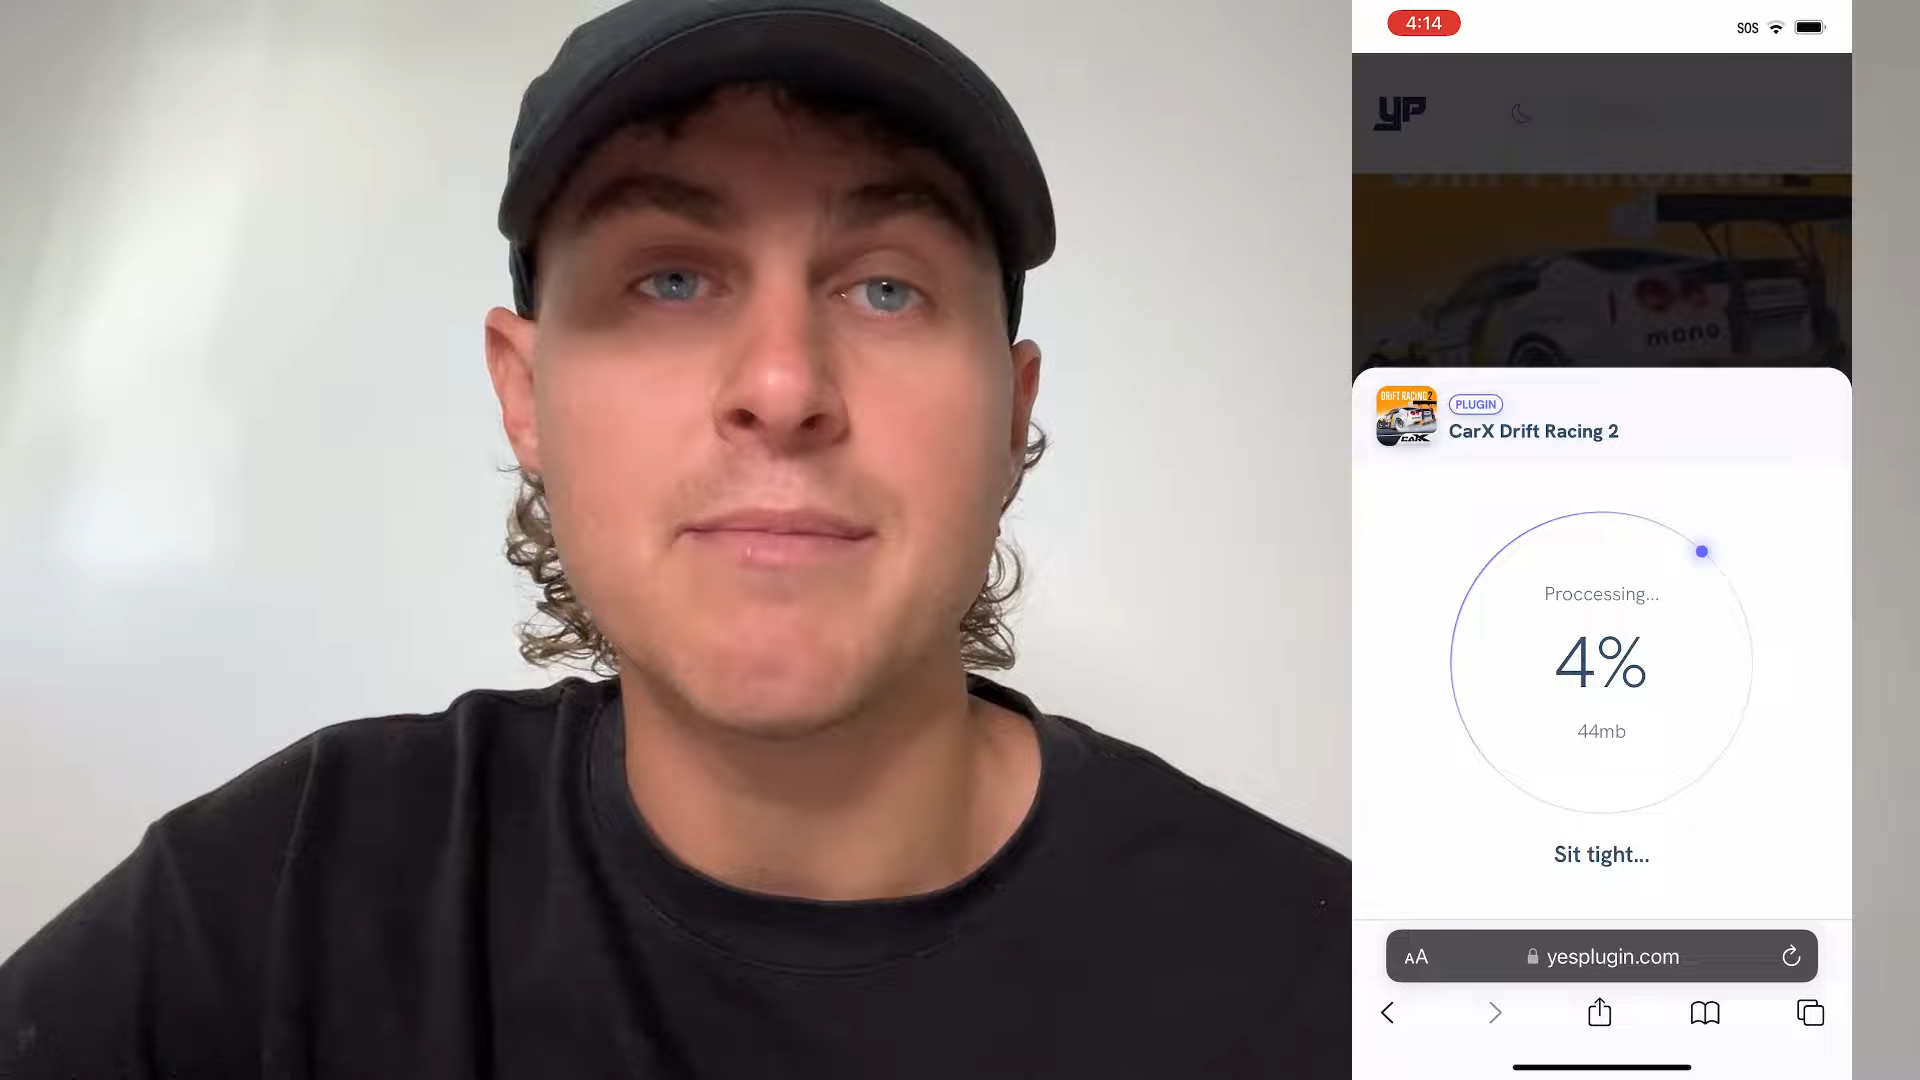 4:14
SOS
YP
mono
DRIFT RACING 2
CARX
PLUGIN
CarX Drift Racing 2
Proccessing...
4%
44mb
Sit tight...
AA
yesplugin.com